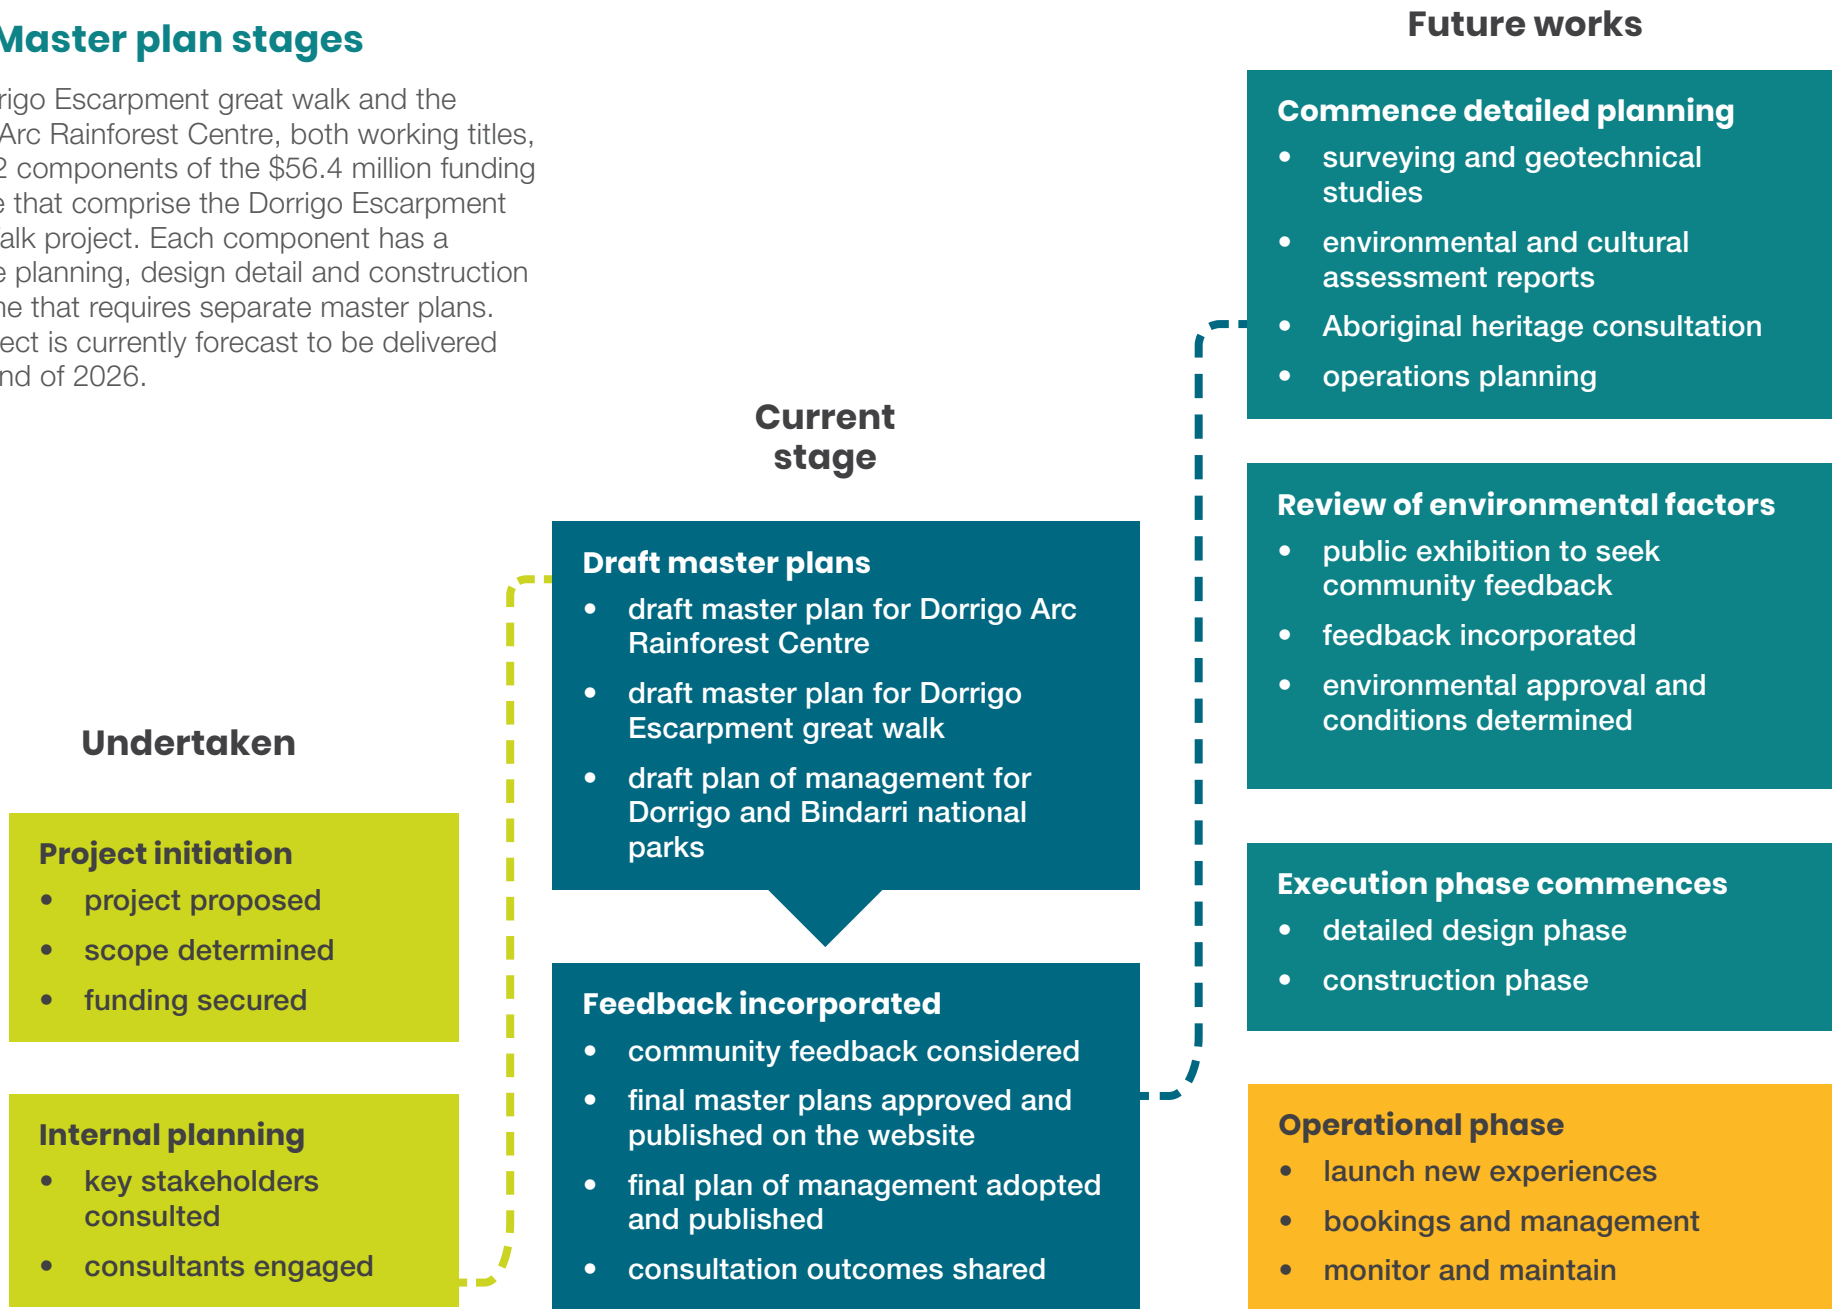 Master plan stages
rrigo Escarpment great walk and the
Arc Rainforest Centre, both working titles,
2 components of the $56.4 million funding
e that comprise the Dorrigo Escarpment
alk project. Each component has a
e planning, design detail and construction
ne that requires separate master plans.
ect is currently forecast to be delivered
nd of 2026.
Undertaken
Project initiation
• project proposed
• scope determined
• funding secured
Internal planning
• key stakeholders
consulted
• consultants engaged
Current
stage
Draft master plans
• draft master plan for Dorrigo Arc
Rainforest Centre
• draft master plan for Dorrigo
Escarpment great walk
• draft plan of management for
Dorrigo and Bindarri national
parks
Feedback incorporated
• community feedback considered
• final master plans approved and
published on the website
• final plan of management adopted
and published
• consultation outcomes shared
Future works
Commence detailed planning
• surveying and geotechnical
studies
• environmental and cultural
assessment reports
• Aboriginal heritage consultation
• operations planning
Review of environmental factors
• public exhibition to seek
community feedback
• feedback incorporated
• environmental approval and
conditions determined
Execution phase commences
• detailed design phase
• construction phase
Operational phase
• launch new experiences
• bookings and management
• monitor and maintain